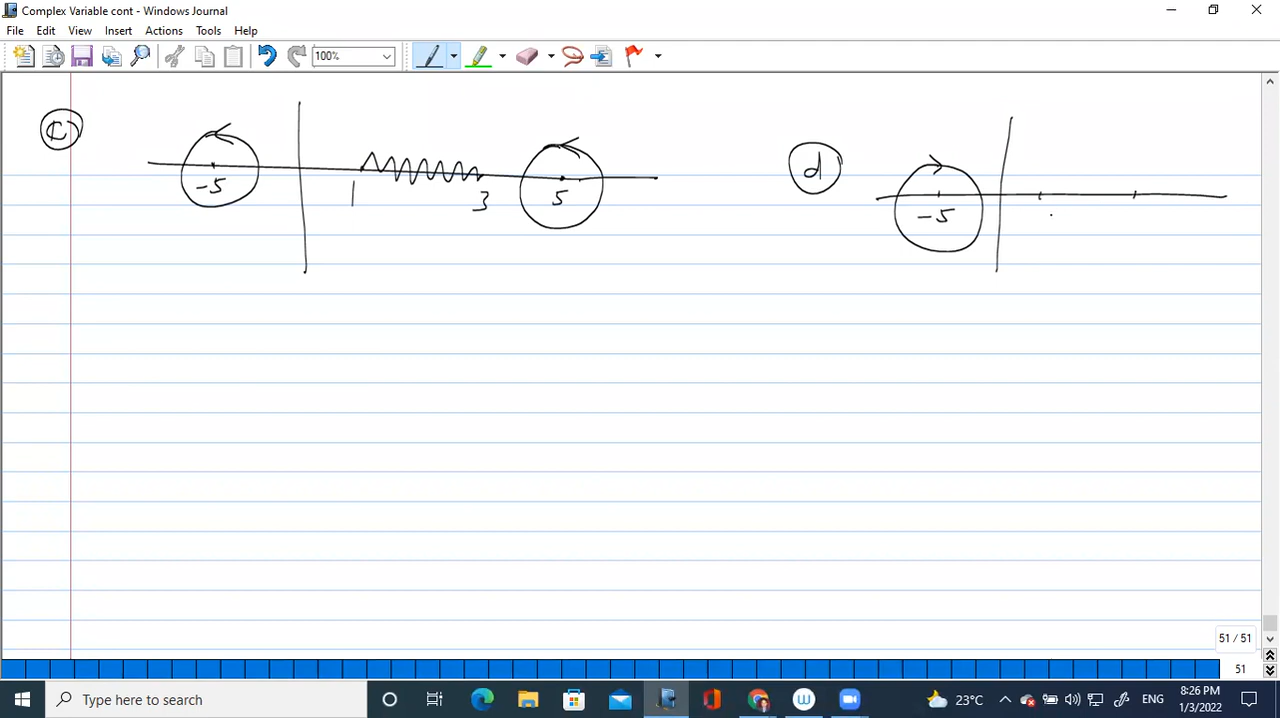 Complex Variable cont - Windows Journal
File Edit View Insert Actions Tools Help
100%
C
-5 1 3 5
d
-5
51 / 51
51
Type here to search
W
23°C ENG
8:26 PM
1/3/2022